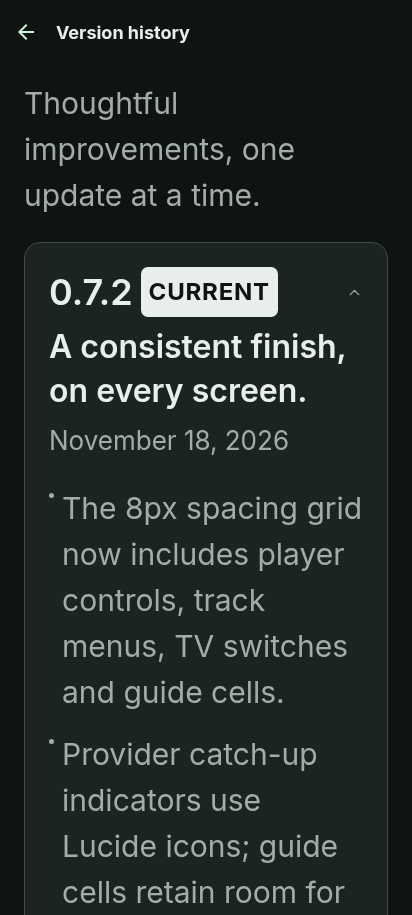 Version history
Thoughtful
improvements, one
update at a time.
0.7.2 CURRENT
A consistent finish,
on every screen.
November 18, 2026
• The 8px spacing grid
now includes player
controls, track
menus, TV switches
and guide cells.
• Provider catch-up
indicators use
Lucide icons; guide
cells retain room for